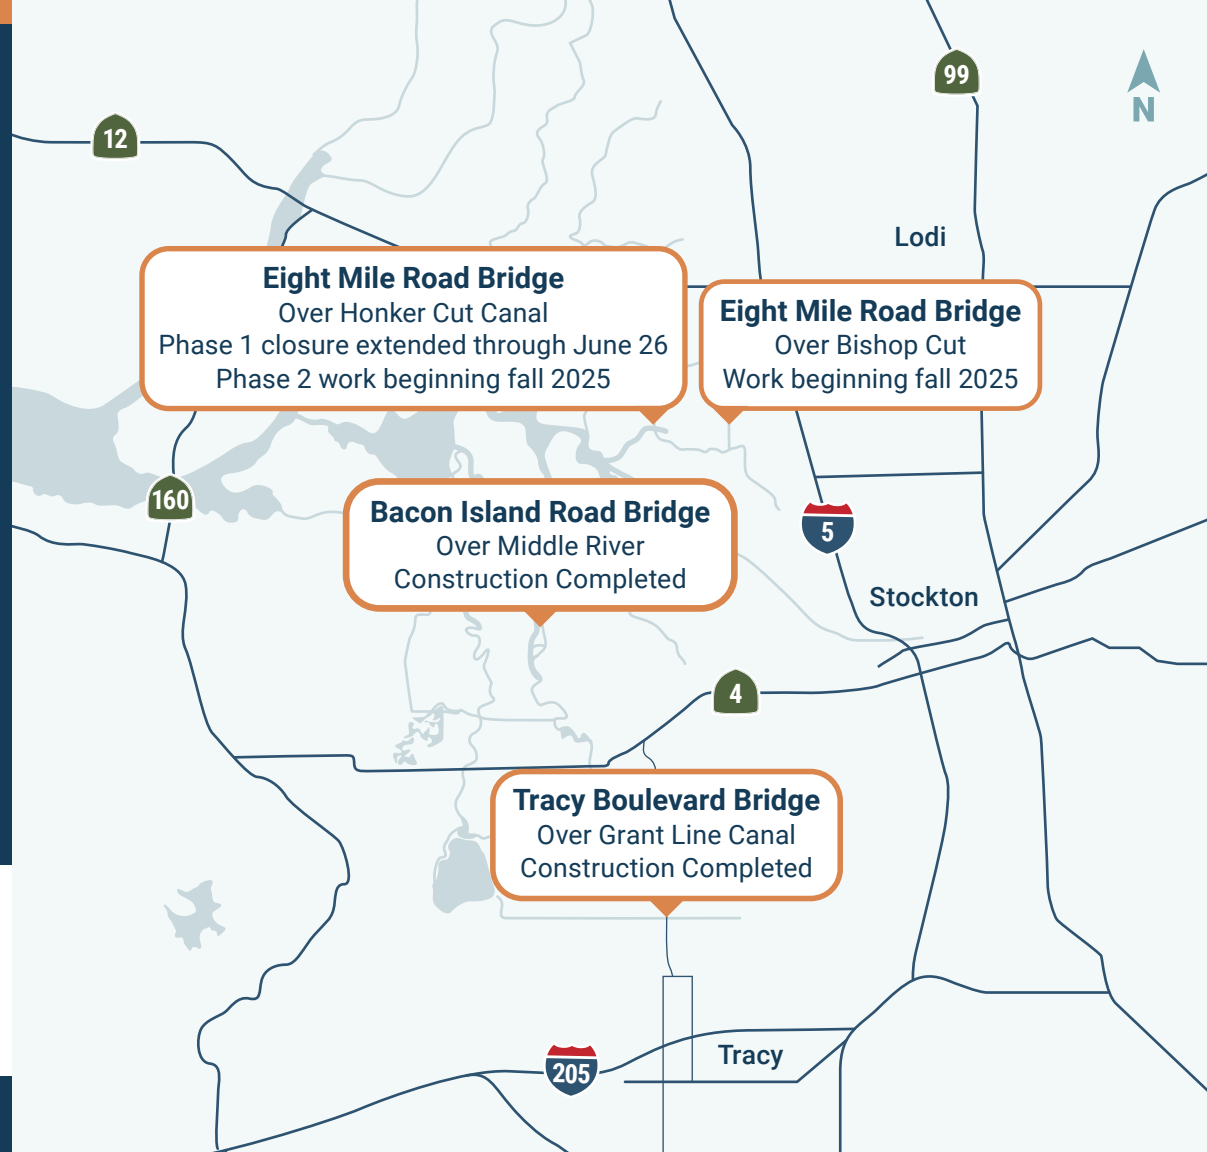 99
N
12
Lodi
Eight Mile Road Bridge
Over Honker Cut Canal
Phase 1 closure extended through June 26
Phase 2 work beginning fall 2025
Eight Mile Road Bridge
Over Bishop Cut
Work beginning fall 2025
160
Bacon Island Road Bridge
Over Middle River
Construction Completed
5
Stockton
4
Tracy Boulevard Bridge
Over Grant Line Canal
Construction Completed
Tracy
205